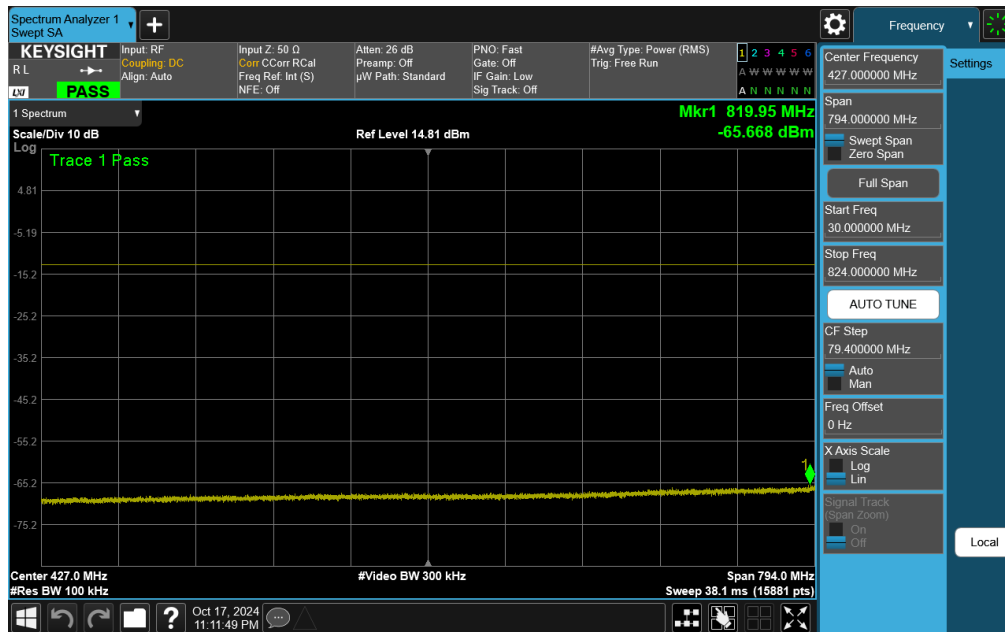 Spectrum Analyzer 1
Swept SA
Frequency
KEYSIGHT
R L
LXI
PASS
Input: RF
Coupling: DC
Align: Auto
Input Z: 50 Ω
Corr CCorr RCal
Freq Ref: Int (S)
NFE: Off
Atten: 26 dB
Preamp: Off
µW Path: Standard
PNO: Fast
Gate: Off
IF Gain: Low
Sig Track: Off
#Avg Type: Power (RMS)
Trig: Free Run
1 2 3 4 5 6
A W W W W W
A N N N N N
1 Spectrum
Scale/Div 10 dB
Ref Level 14.81 dBm
Mkr1 819.95 MHz
-65.668 dBm
Log
Trace 1 Pass
4.81
-5.19
-15.2
-25.2
-35.2
-45.2
-55.2
-65.2
-75.2
1
Center 427.0 MHz
#Video BW 300 kHz
Span 794.0 MHz
#Res BW 100 kHz
Sweep 38.1 ms (15881 pts)
Oct 17, 2024
11:11:49 PM
Center Frequency
427.000000 MHz
Span
794.000000 MHz
Swept Span
Zero Span
Full Span
Start Freq
30.000000 MHz
Stop Freq
824.000000 MHz
AUTO TUNE
CF Step
79.400000 MHz
Auto
Man
Freq Offset
0 Hz
X Axis Scale
Log
Lin
Signal Track
(Span Zoom)
On
Off
Settings
Local